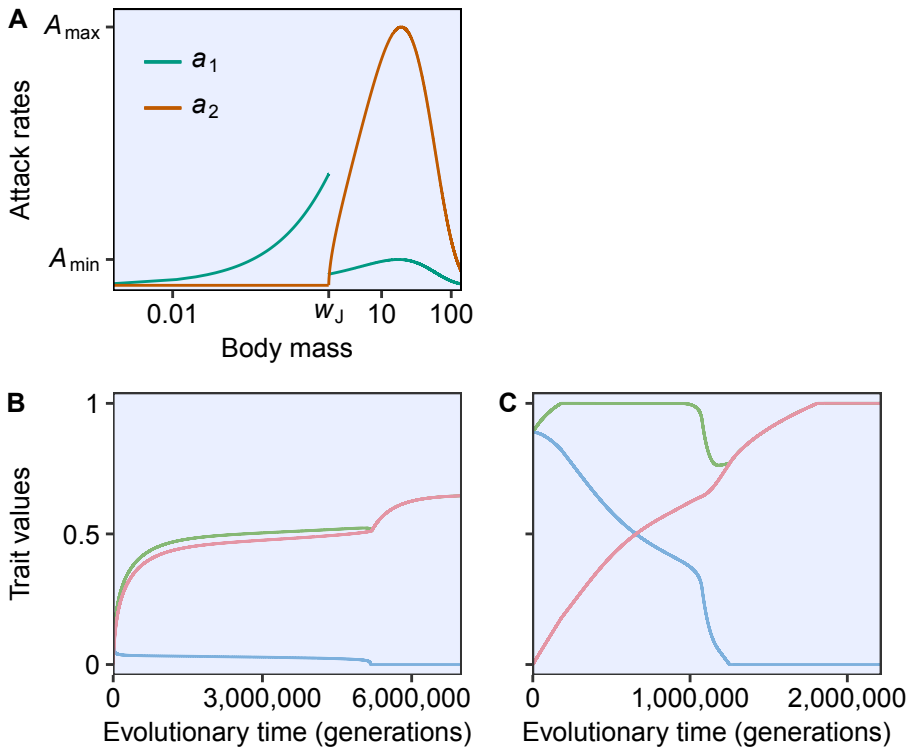 A
A max
A min
Attack rates
a 1
a 2
0.01
w J
10
100
Body mass
B
C
Trait values
1
0.5
0
0
3,000,000
6,000,000
0
1,000,000
2,000,000
Evolutionary time (generations)
Evolutionary time (generations)